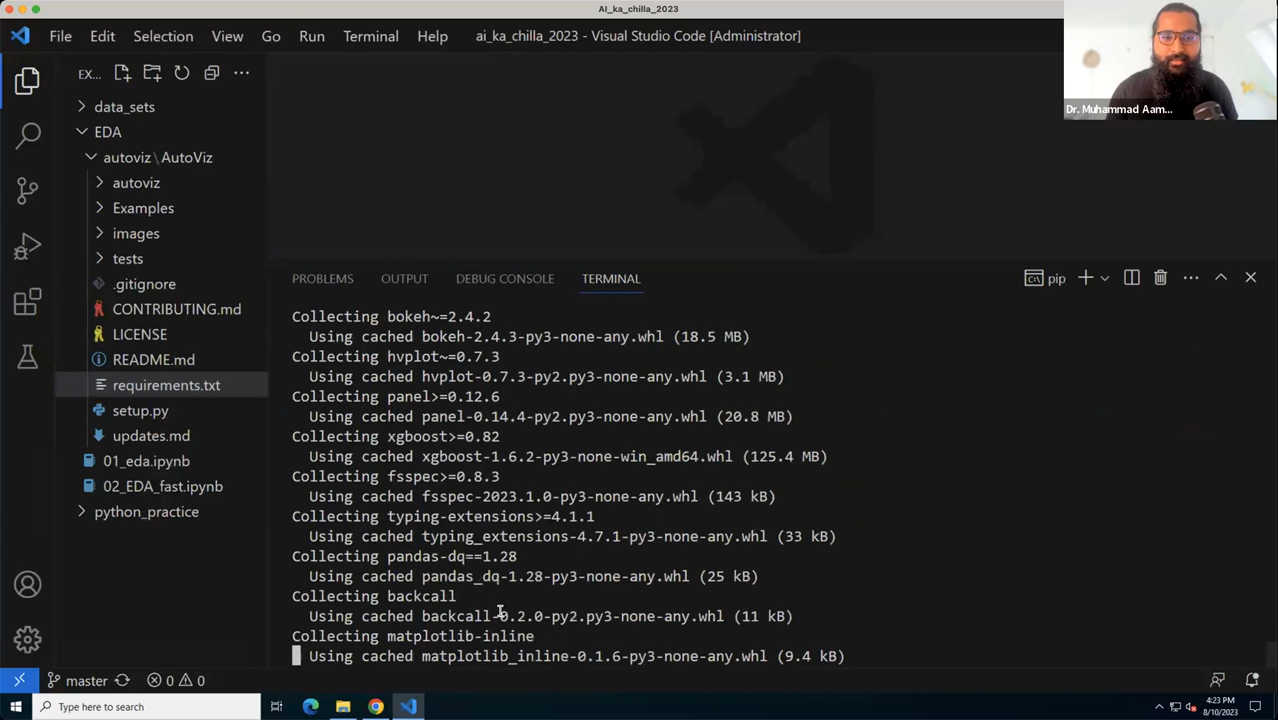 AI_ka_chilla_2023
File Edit Selection View Go Run Terminal Help ai_ka_chilla_2023 - Visual Studio Code [Administrator]
Dr. Muhammad Aam...
EX...
data_sets
EDA
autoviz\AutoViz
autoviz
Examples
images
tests
.gitignore
CONTRIBUTING.md
LICENSE
README.md
requirements.txt
setup.py
updates.md
01_eda.ipynb
02_EDA_fast.ipynb
python_practice
PROBLEMS OUTPUT DEBUG CONSOLE TERMINAL pip
Collecting bokeh~=2.4.2
Using cached bokeh-2.4.3-py3-none-any.whl (18.5 MB)
Collecting hvplot~=0.7.3
Using cached hvplot-0.7.3-py2.py3-none-any.whl (3.1 MB)
Collecting panel>=0.12.6
Using cached panel-0.14.4-py2.py3-none-any.whl (20.8 MB)
Collecting xgboost>=0.82
Using cached xgboost-1.6.2-py3-none-win_amd64.whl (125.4 MB)
Collecting fsspec>=0.8.3
Using cached fsspec-2023.1.0-py3-none-any.whl (143 kB)
Collecting typing-extensions>=4.1.1
Using cached typing_extensions-4.7.1-py3-none-any.whl (33 kB)
Collecting pandas-dq==1.28
Using cached pandas_dq-1.28-py3-none-any.whl (25 kB)
Collecting backcall
Using cached backcall-0.2.0-py2.py3-none-any.whl (11 kB)
Collecting matplotlib-inline
Using cached matplotlib_inline-0.1.6-py3-none-any.whl (9.4 kB)
master 0 0
Type here to search
4:23 PM
8/10/2023